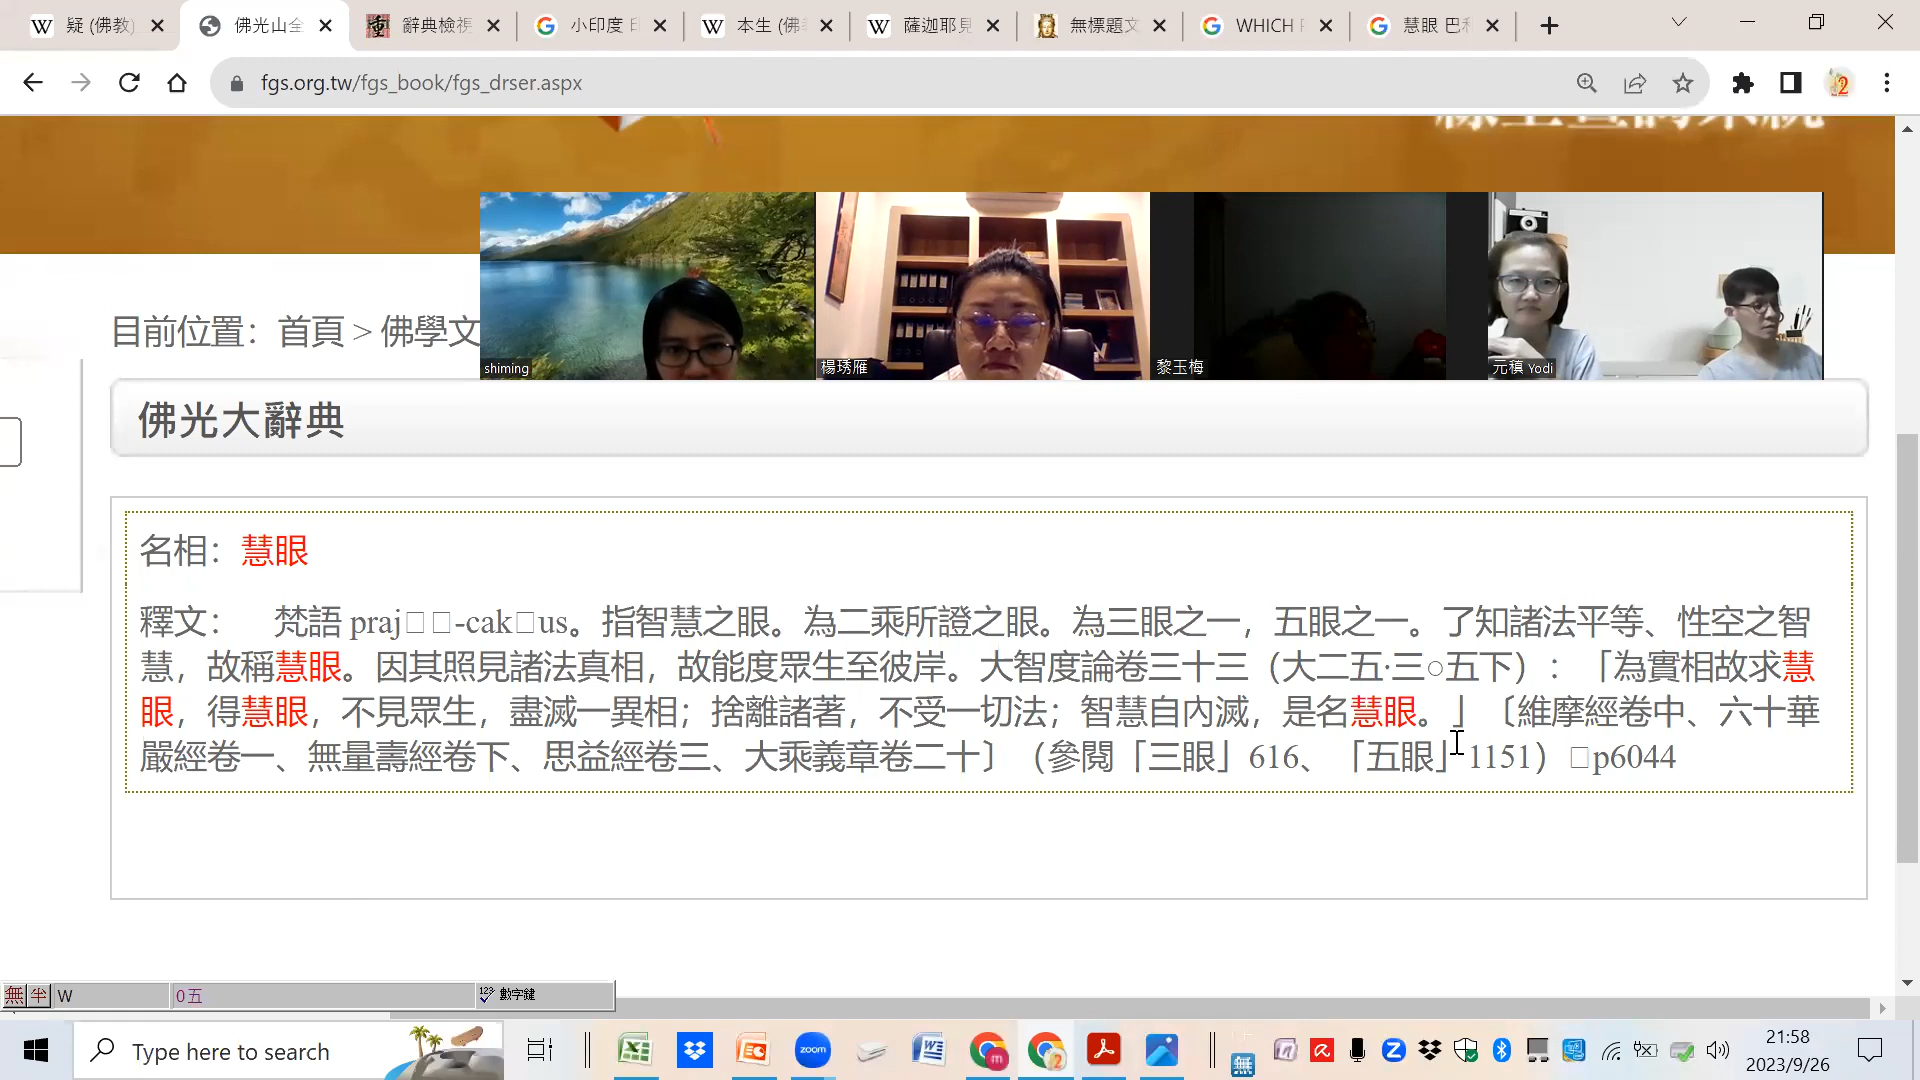 疑 (佛教)
佛光山全
辭典檢視
小印度 印
本生 (佛
薩迦耶見
無標題文
WHICH
慧眼 巴
fgs.org.tw/fgs_book/fgs_drser.aspx
目前位置：首頁 > 佛學文
shiming
楊琇雁
黎玉梅
元稹 Yodi
佛光大辭典
名相：慧眼
釋文：　梵語 praj□□-cak□us。指智慧之眼。為二乘所證之眼。為三眼之一，五眼之一。了知諸法平等、性空之智
慧，故稱慧眼。因其照見諸法真相，故能度眾生至彼岸。大智度論卷三十三（大二五·三○五下）：「為實相故求慧
眼，得慧眼，不見眾生，盡滅一異相；捨離諸著，不受一切法；智慧自內滅，是名慧眼。」〔維摩經卷中、六十華
嚴經卷一、無量壽經卷下、思益經卷三、大乘義章卷二十〕（參閱「三眼」616、「五眼」1151）□p6044
無 半 W 0五 數字鍵
Type here to search
zoom
21:58
2023/9/26